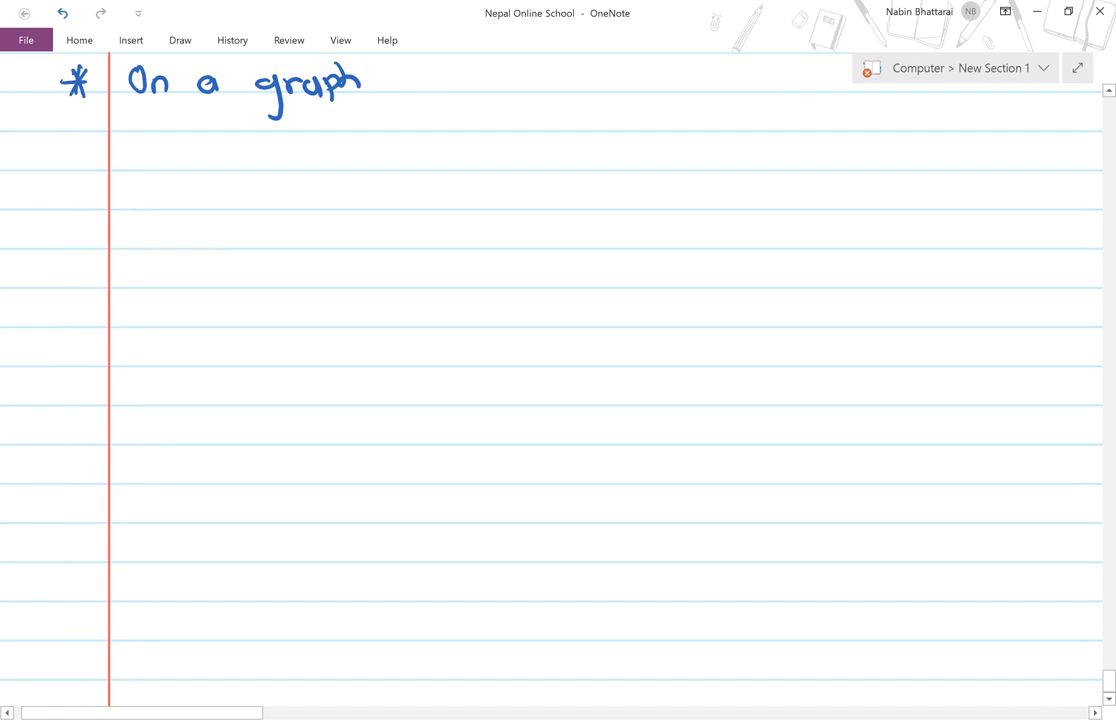 Nepal Online School - OneNote
Nabin Bhattarai NB
File Home Insert Draw History Review View Help
Computer > New Section 1
* On a graph